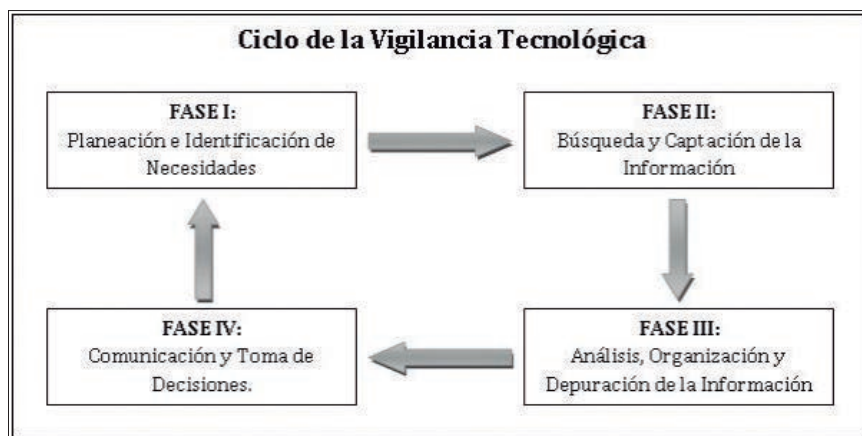 Ciclo de la Vigilancia Tecnológica
FASE I:
Planeación e Identificación de
Necesidades
FASE II:
Búsqueda y Captación de la
Información
FASE III:
Análisis, Organización y
Depuración de la Información
FASE IV:
Comunicación y Toma de
Decisiones.